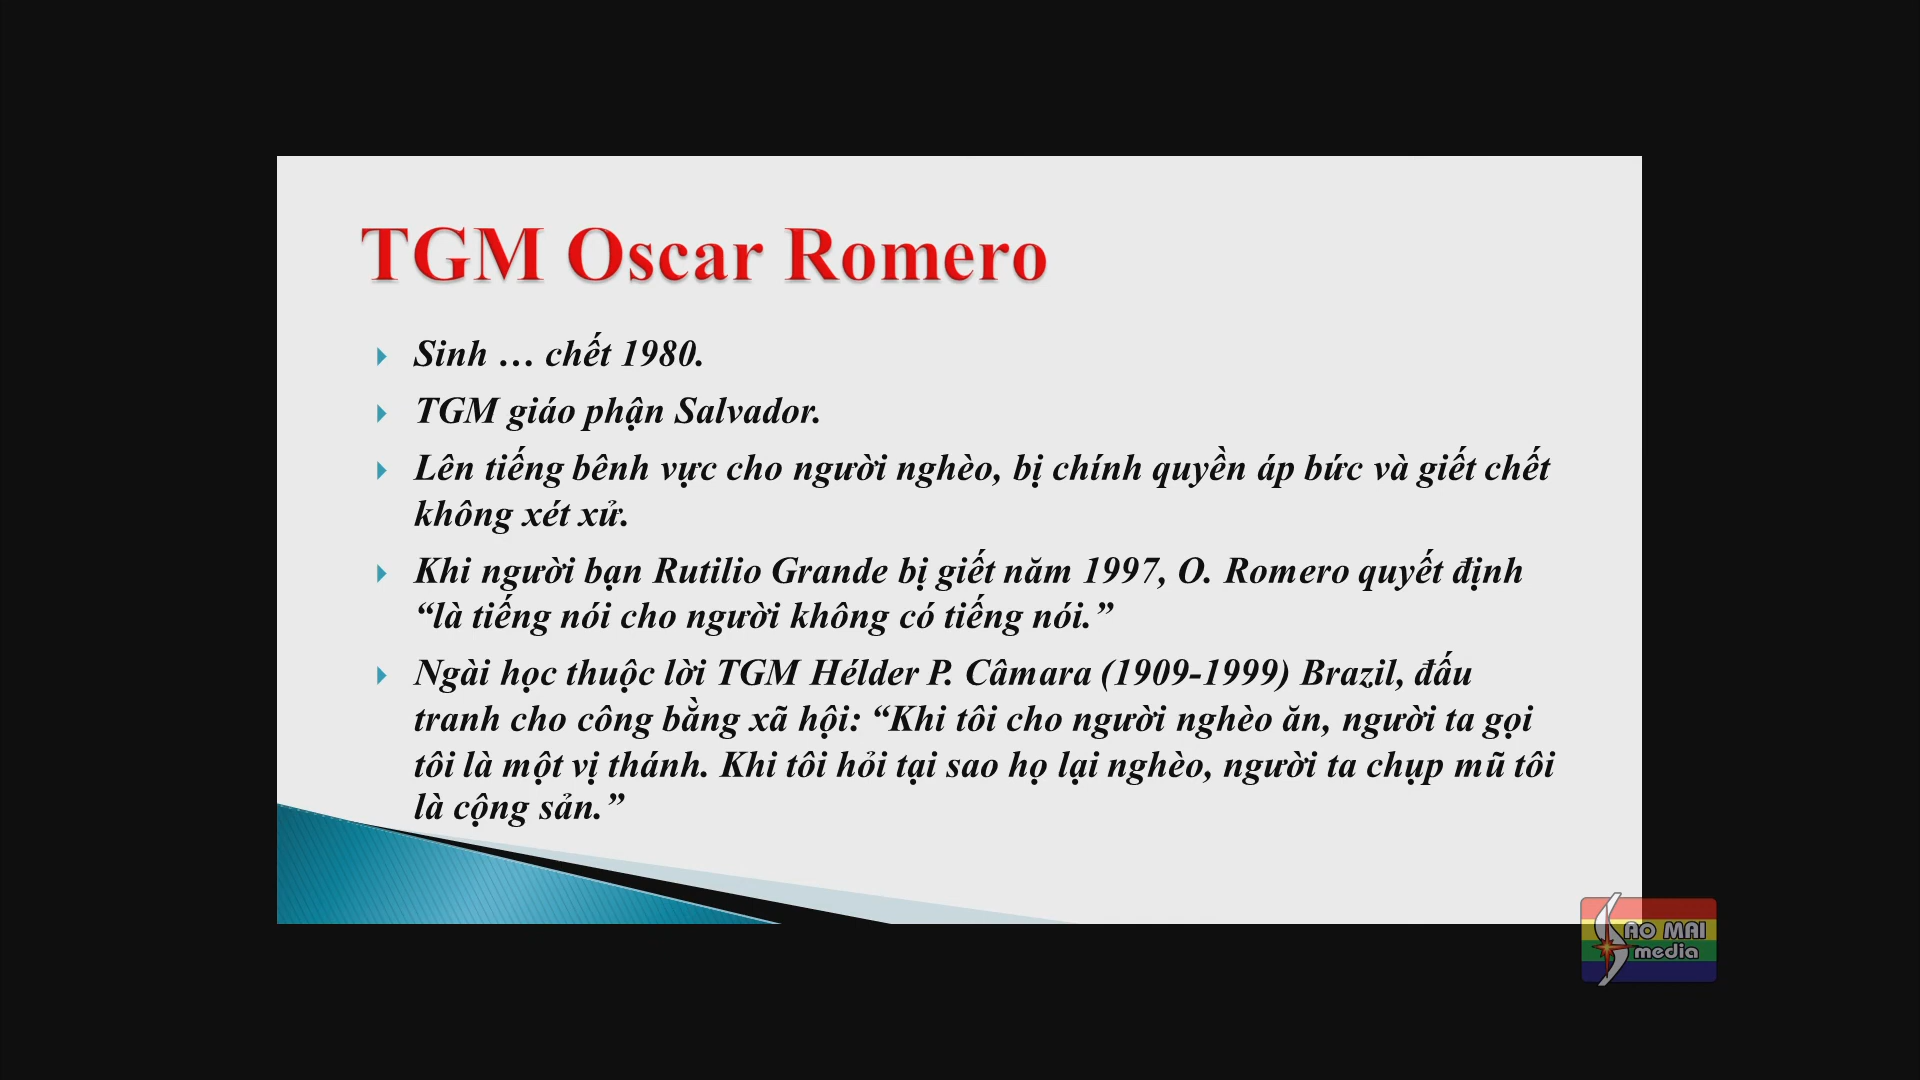 TGM Oscar Romero
Sinh … chết 1980.
TGM giáo phận Salvador.
Lên tiếng bênh vực cho người nghèo, bị chính quyền áp bức và giết chết
không xét xử.
Khi người bạn Rutilio Grande bị giết năm 1997, O. Romero quyết định
“là tiếng nói cho người không có tiếng nói.”
Ngài học thuộc lời TGM Hélder P. Câmara (1909-1999) Brazil, đấu
tranh cho công bằng xã hội: “Khi tôi cho người nghèo ăn, người ta gọi
tôi là một vị thánh. Khi tôi hỏi tại sao họ lại nghèo, người ta chụp mũ tôi
là cộng sản.”
SAO MAI
media